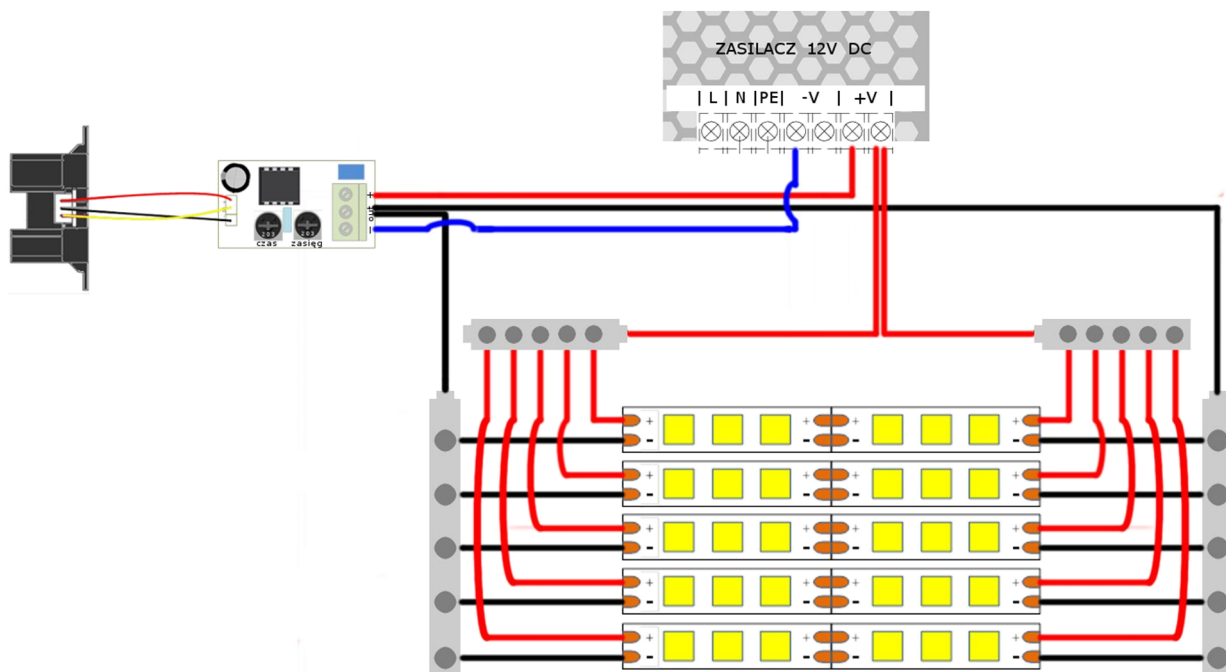 ZASILACZ 12V DC
| L | N |PE| -V | +V |
+
+
out
-
203
203
czas
zasięg
+ - + + - + -
+ - + + - + -
+ - + + - + -
+ - + + - + -
+ - + + - + -